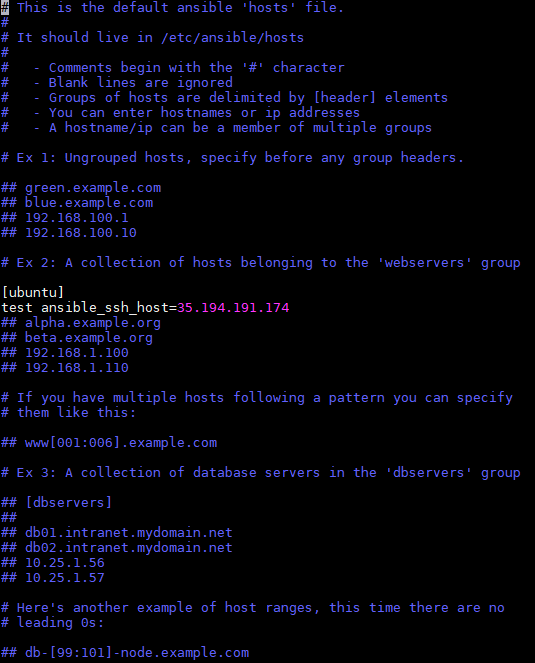 # This is the default ansible 'hosts' file.
#
# It should live in /etc/ansible/hosts
#
#   - Comments begin with the '#' character
#   - Blank lines are ignored
#   - Groups of hosts are delimited by [header] elements
#   - You can enter hostnames or ip addresses
#   - A hostname/ip can be a member of multiple groups
# Ex 1: Ungrouped hosts, specify before any group headers.
## green.example.com
## blue.example.com
## 192.168.100.1
## 192.168.100.10
# Ex 2: A collection of hosts belonging to the 'webservers' group
[ubuntu]
test ansible_ssh_host=35.194.191.174
## alpha.example.org
## beta.example.org
## 192.168.1.100
## 192.168.1.110
# If you have multiple hosts following a pattern you can specify
# them like this:
## www[001:006].example.com
# Ex 3: A collection of database servers in the 'dbservers' group
## [dbservers]
##
## db01.intranet.mydomain.net
## db02.intranet.mydomain.net
## 10.25.1.56
## 10.25.1.57
# Here's another example of host ranges, this time there are no
# leading 0s:
## db-[99:101]-node.example.com